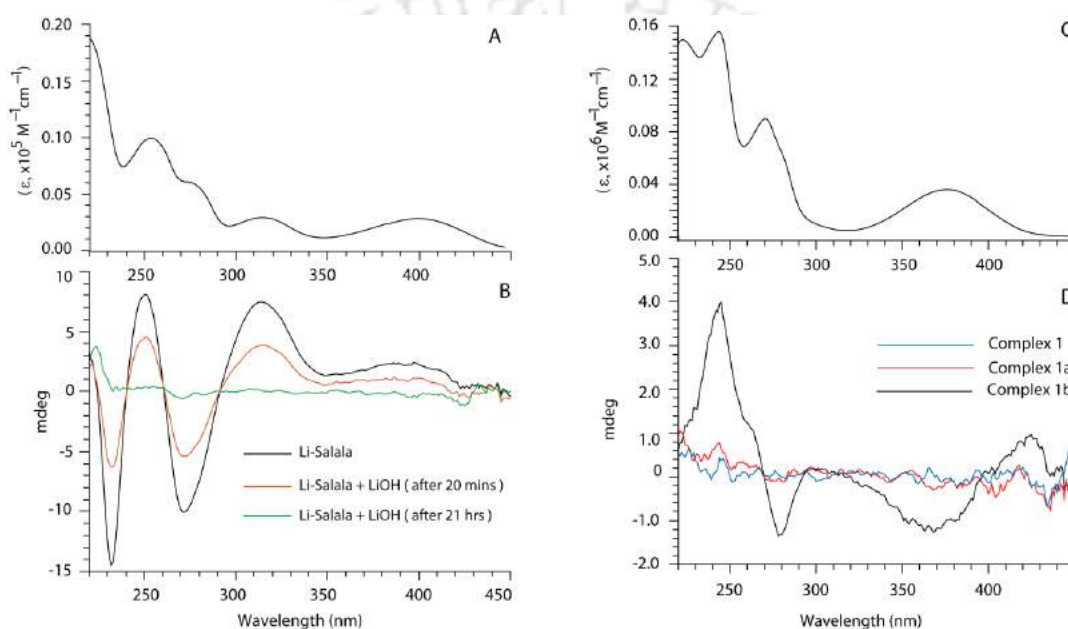 A
0.20
0.15
0.10
0.05
0.00
(ε, x10⁵ M⁻¹cm⁻¹)
250 300 350 400
B
10
5
0
-5
-10
-15
mdeg
Li-Salala
Li-Salala + LiOH ( after 20 mins )
Li-Salala + LiOH ( after 21 hrs )
250 300 350 400 450
Wavelength (nm)
C
0.16
0.12
0.08
0.04
0.00
(ε, x10⁶ M⁻¹cm⁻¹)
250 300 350 400
D
5.0
4.0
3.0
2.0
1.0
0
-1.0
-2.0
mdeg
Complex 1
Complex 1a
Complex 1b
250 300 350 400
Wavelength (nm)